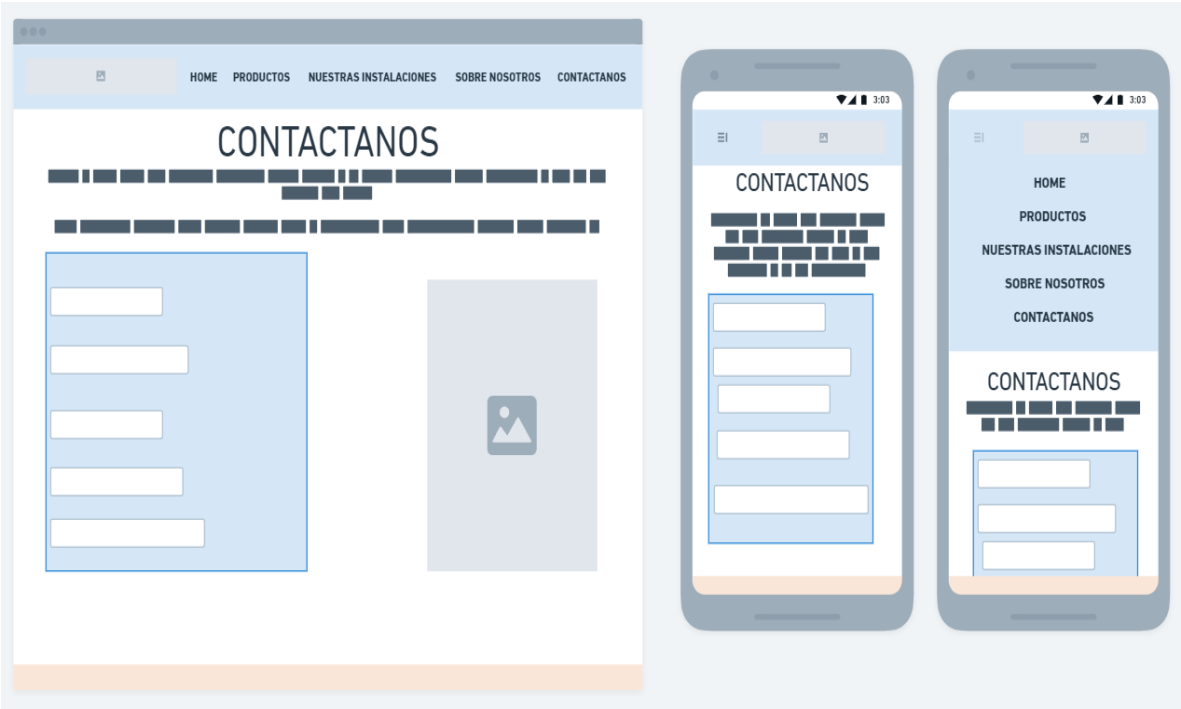 HOME PRODUCTOS NUESTRAS INSTALACIONES SOBRE NOSOTROS CONTACTANOS
CONTACTANOS
3:03
CONTACTANOS
3:03
HOME
PRODUCTOS
NUESTRAS INSTALACIONES
SOBRE NOSOTROS
CONTACTANOS
CONTACTANOS